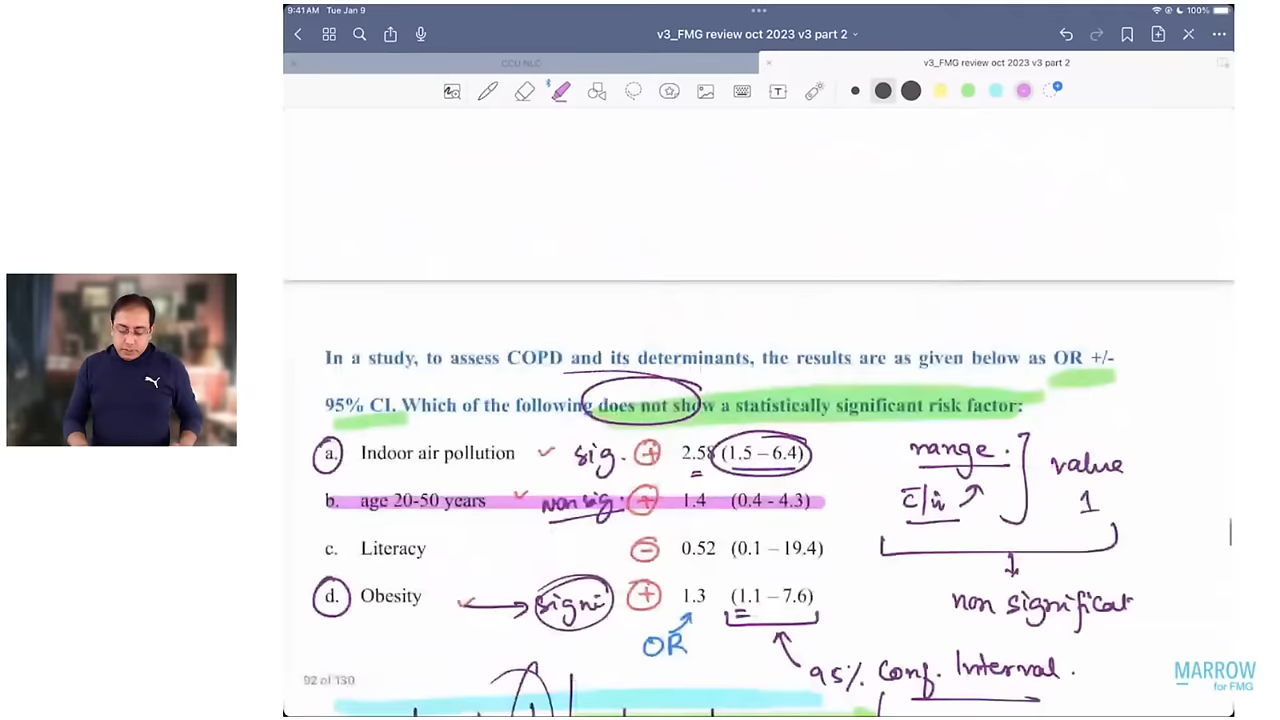 9:41AM Tue Jan 9
100%
v3_FMG review oct 2023 v3 part 2
CCU NLC
v3_FMG review oct 2023 v3 part 2
In a study, to assess COPD and its determinants, the results are as given below as OR +/-
95% CI. Which of the following does not show a statistically significant risk factor:
a. Indoor air pollution sig. + 2.58 (1.5 – 6.4)
b. age 20-50 years Non sig. + 1.4 (0.4 - 4.3)
c. Literacy – 0.52 (0.1 – 19.4)
d. Obesity signi + 1.3 (1.1 – 7.6)
range.
value
1
non significat
OR
95% Conf. Interval.
92 of 130
MARROW
for FMG